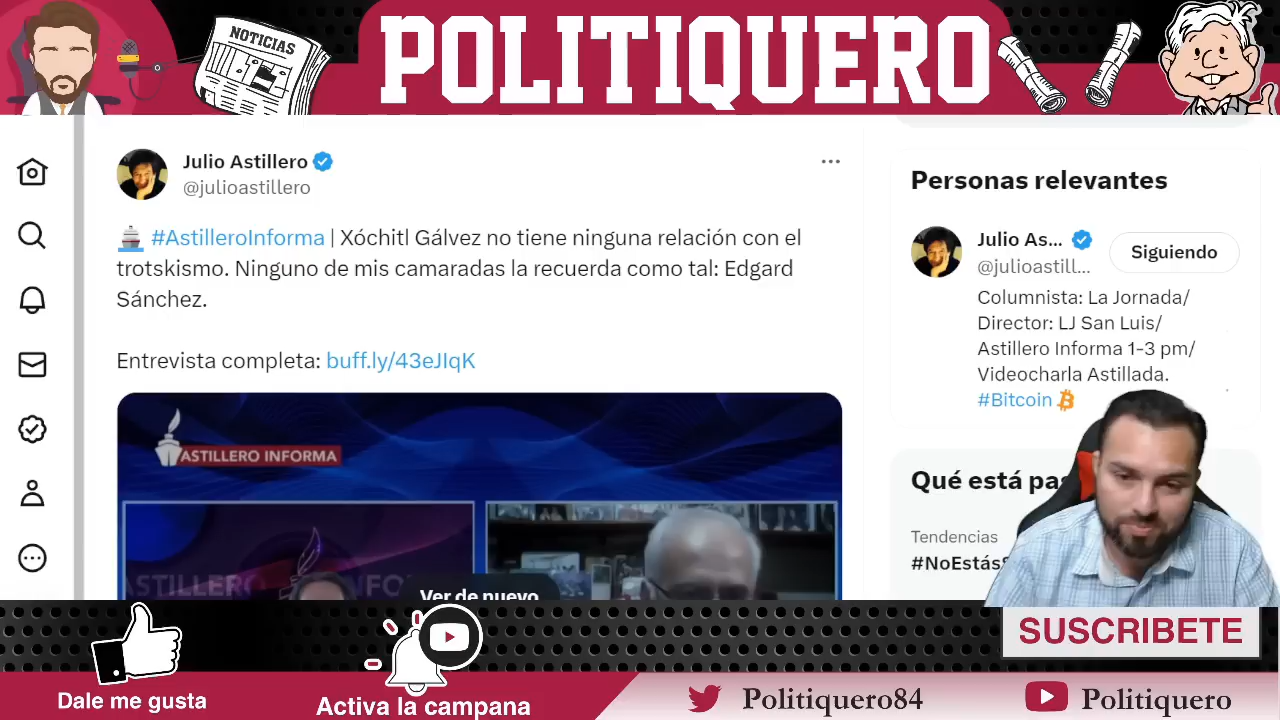 NOTICIAS
POLITIQUERO
Julio Astillero
@julioastillero
#AstilleroInforma | Xóchitl Gálvez no tiene ninguna relación con el
trotskismo. Ninguno de mis camaradas la recuerda como tal: Edgard
Sánchez.
Entrevista completa: buff.ly/43eJIqK
ASTILLERO INFORMA
ASTILLERO
Ver de nuevo
Personas relevantes
Julio As...
@julioastill...
Siguiendo
Columnista: La Jornada/
Director: LJ San Luis/
Astillero Informa 1-3 pm/
Videocharla Astillada.
#Bitcoin
Qué está
Tendencias
SUSCRIBETE
Dale me gusta
Activa la campana
Politiquero84
Politiquero